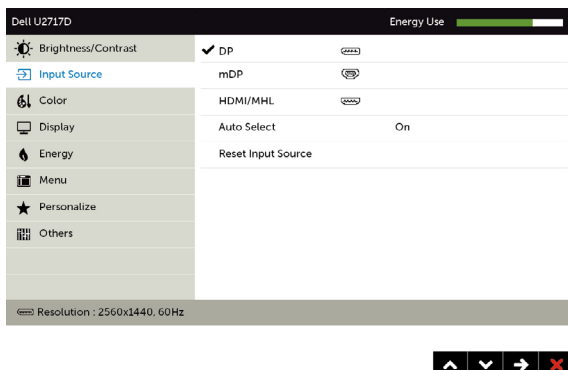 Dell U2717D Energy Use
Brightness/Contrast
Input Source
Color
Display
Energy
Menu
Personalize
Others
DP
mDP
HDMI/MHL
Auto Select On
Reset Input Source
Resolution : 2560x1440, 60Hz